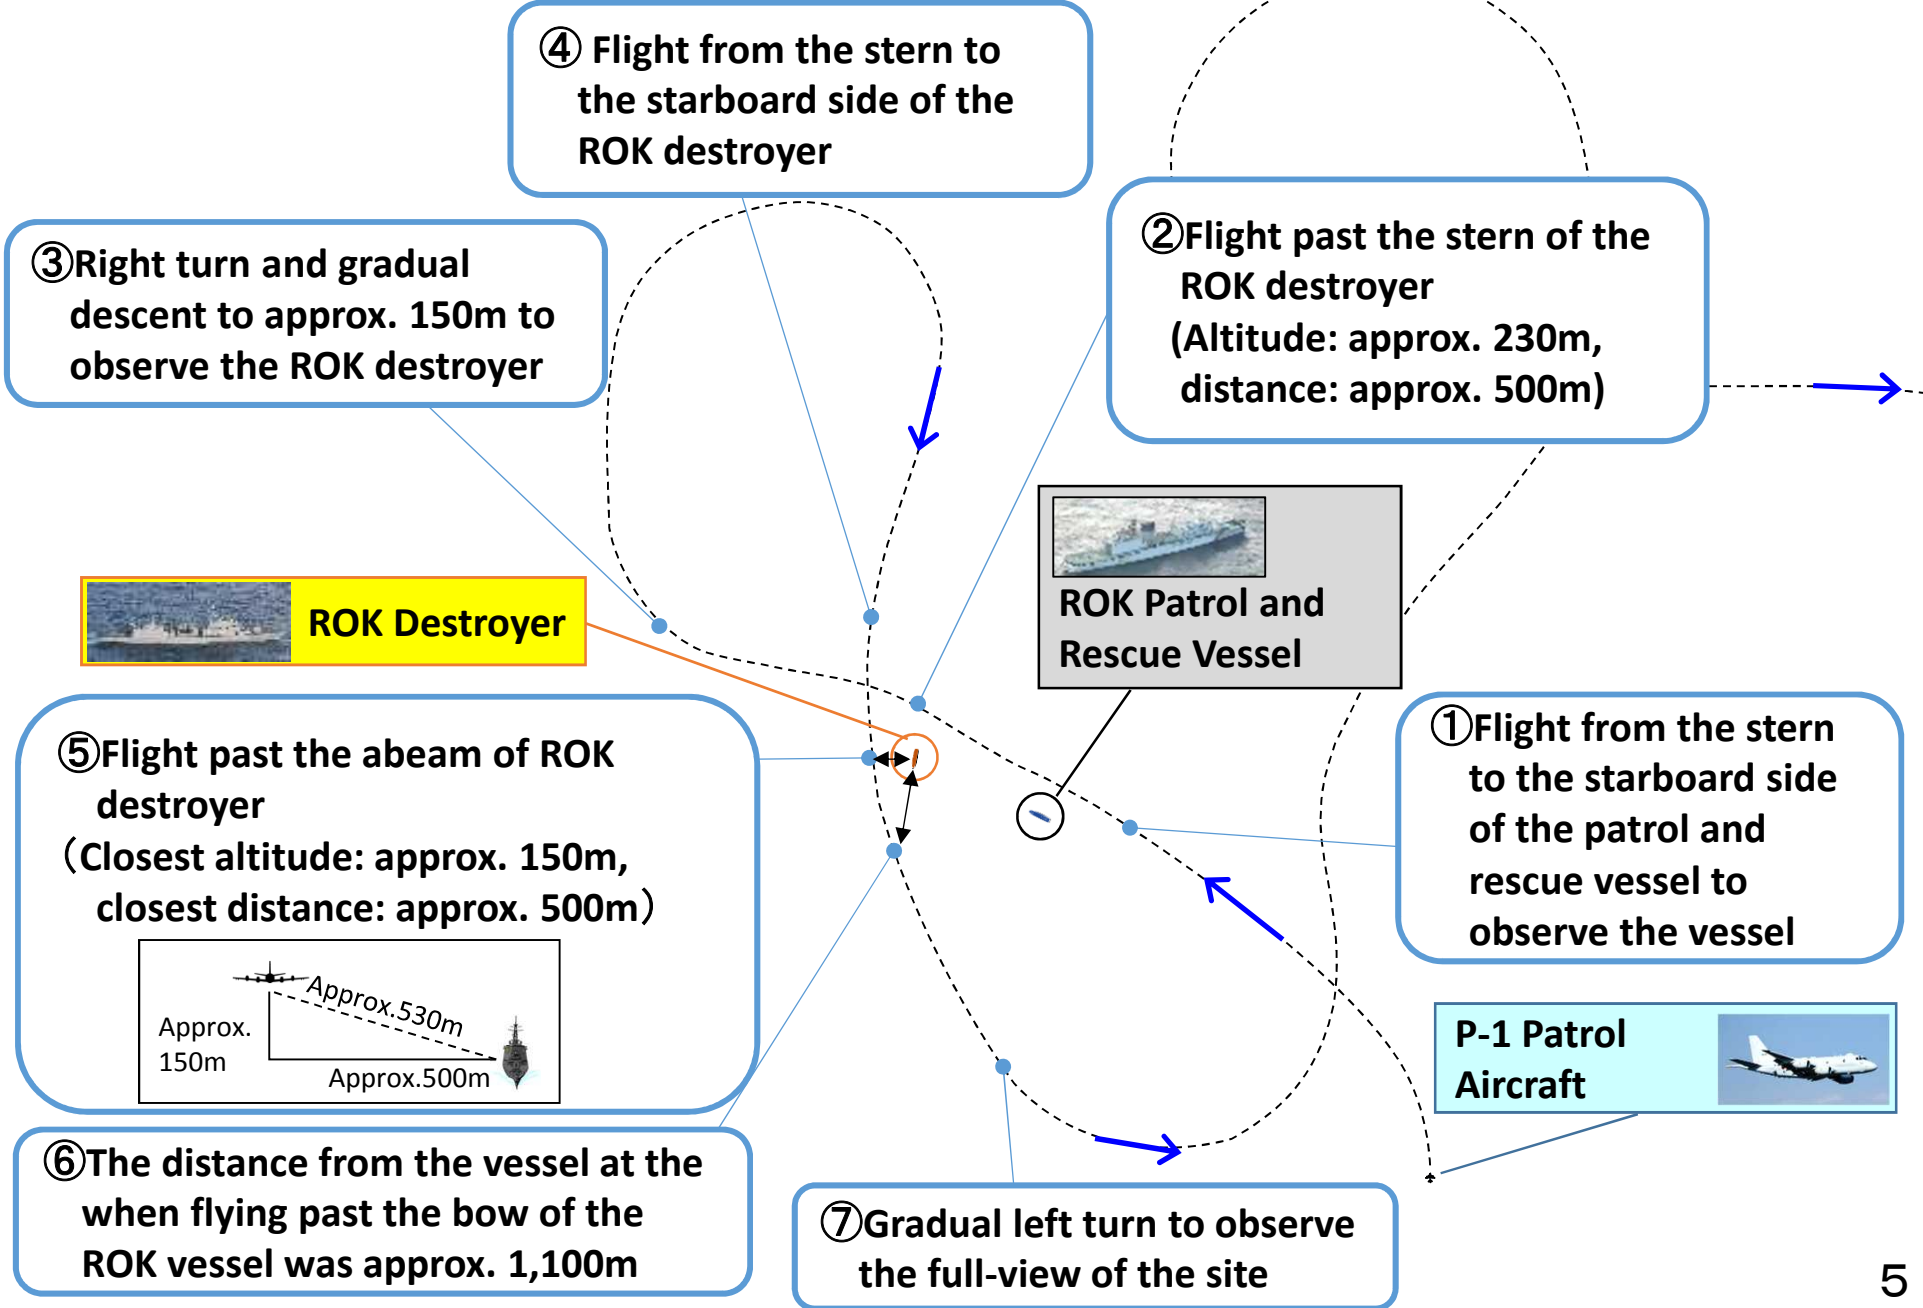 ④ Flight from the stern to
the starboard side of the
ROK destroyer
③Right turn and gradual
descent to approx. 150m to
observe the ROK destroyer
②Flight past the stern of the
ROK destroyer
(Altitude: approx. 230m,
distance: approx. 500m)
ROK Destroyer
ROK Patrol and
Rescue Vessel
⑤Flight past the abeam of ROK
destroyer
（Closest altitude: approx. 150m,
closest distance: approx. 500m）
Approx.530m
Approx.
150m
Approx.500m
①Flight from the stern
to the starboard side
of the patrol and
rescue vessel to
observe the vessel
P-1 Patrol
Aircraft
⑥The distance from the vessel at the
when flying past the bow of the
ROK vessel was approx. 1,100m
⑦Gradual left turn to observe
the full-view of the site
5